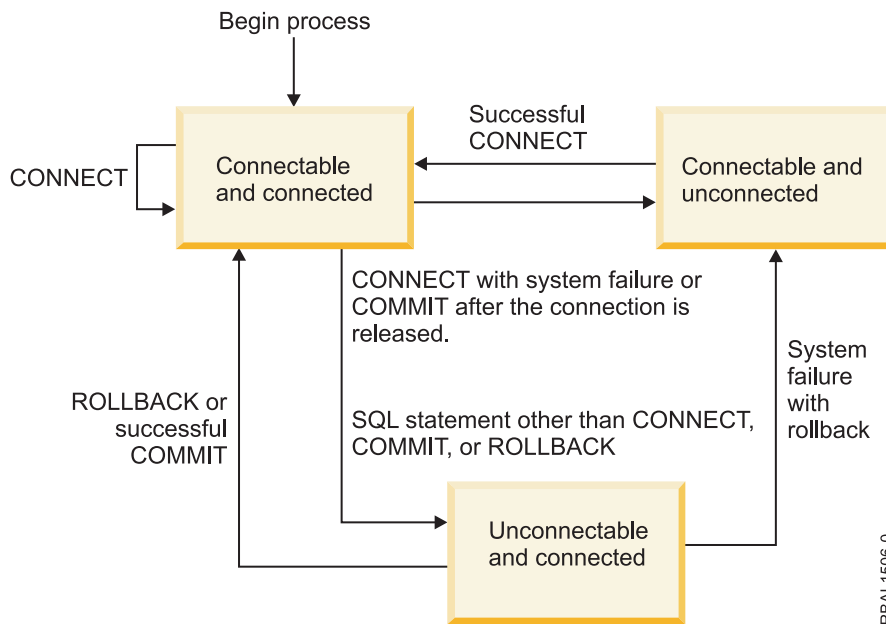 Begin process
Successful
CONNECT
CONNECT
Connectable
and connected
Connectable and
unconnected
CONNECT with system failure or
COMMIT after the connection is
released.
System
failure
with
rollback
ROLLBACK or
successful
COMMIT
SQL statement other than CONNECT,
COMMIT, or ROLLBACK
Unconnectable
and connected